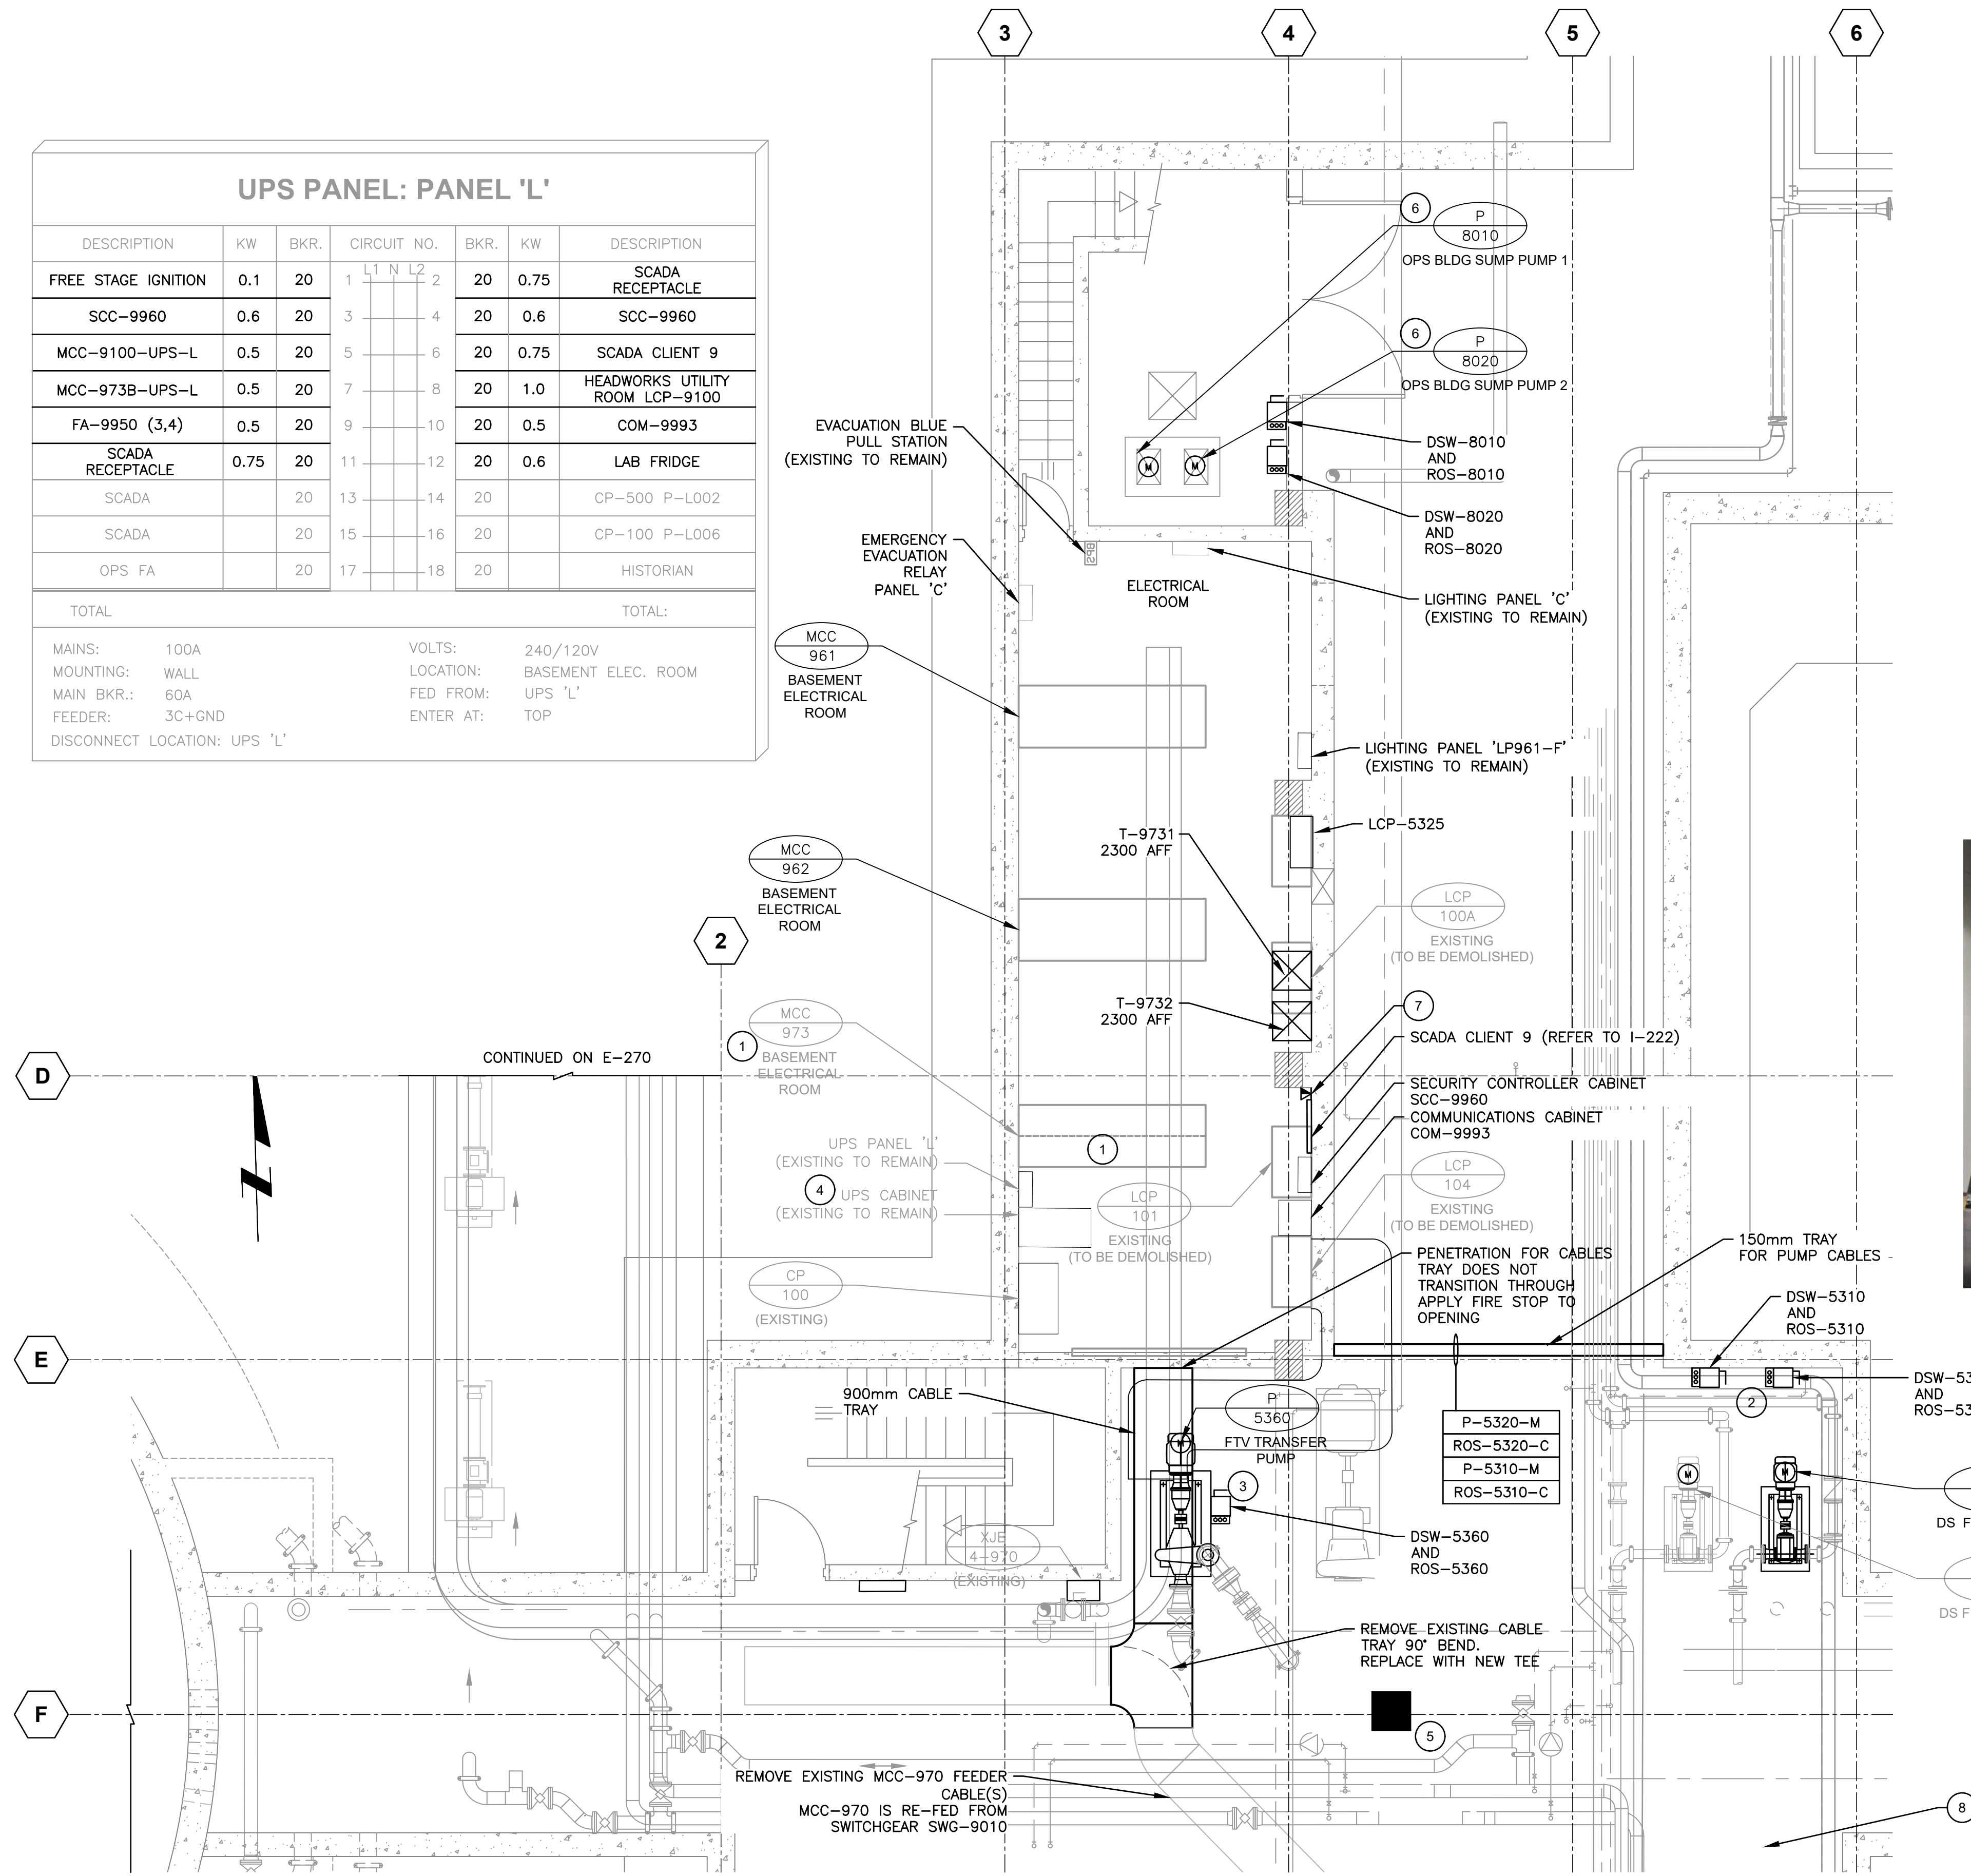 3
4
5
6
UPS PANEL: PANEL 'L'
DESCRIPTION KW BKR. CIRCUIT NO. BKR. KW DESCRIPTION
L1 N L2
FREE STAGE IGNITION 0.1 20 1 2 20 0.75 SCADA
RECEPTACLE
SCC-9960 0.6 20 3 4 20 0.6 SCC-9960
MCC-9100-UPS-L 0.5 20 5 6 20 0.75 SCADA CLIENT 9
MCC-973B-UPS-L 0.5 20 7 8 20 1.0 HEADWORKS UTILITY
ROOM LCP-9100
FA-9950 (3,4) 0.5 20 9 10 20 0.5 COM-9993
SCADA
RECEPTACLE 0.75 20 11 12 20 0.6 LAB FRIDGE
SCADA 20 13 14 20 CP-500 P-L002
SCADA 20 15 16 20 CP-100 P-L006
OPS FA 20 17 18 20 HISTORIAN
TOTAL TOTAL:
MAINS: 100A VOLTS: 240/120V
MOUNTING: WALL LOCATION: BASEMENT ELEC. ROOM
MAIN BKR.: 60A FED FROM: UPS 'L'
FEEDER: 3C+GND ENTER AT: TOP
DISCONNECT LOCATION: UPS 'L'
6
P
8010
OPS BLDG SUMP PUMP 1
6
P
8020
OPS BLDG SUMP PUMP 2
M
M
EVACUATION BLUE
PULL STATION
(EXISTING TO REMAIN)
DSW-8010
AND
ROS-8010
DSW-8020
AND
ROS-8020
EMERGENCY
EVACUATION
RELAY
PANEL 'C'
BPS
ELECTRICAL
ROOM
LIGHTING PANEL 'C'
(EXISTING TO REMAIN)
MCC
961
BASEMENT
ELECTRICAL
ROOM
LIGHTING PANEL 'LP961-F'
(EXISTING TO REMAIN)
LCP-5325
T-9731
2300 AFF
MCC
962
BASEMENT
ELECTRICAL
ROOM
LCP
100A
EXISTING
(TO BE DEMOLISHED)
2
T-9732
2300 AFF
7
MCC
973
1
BASEMENT
ELECTRICAL
ROOM
SCADA CLIENT 9 (REFER TO I-222)
CONTINUED ON E-270
D
SECURITY CONTROLLER CABINET
SCC-9960
COMMUNICATIONS CABINET
COM-9993
1
UPS PANEL 'L'
(EXISTING TO REMAIN)
4
UPS CABINET
(EXISTING TO REMAIN)
LCP
101
EXISTING
(TO BE DEMOLISHED)
LCP
104
EXISTING
(TO BE DEMOLISHED)
PENETRATION FOR CABLES
TRAY DOES NOT
TRANSITION THROUGH
APPLY FIRE STOP TO
OPENING
150mm TRAY
FOR PUMP CABLES
CP
100
(EXISTING)
DSW-5310
AND
ROS-5310
E
900mm CABLE
TRAY
P
5360
FTV TRANSFER
PUMP
M
2
DSW-53
AND
ROS-53
P-5320-M
ROS-5320-C
P-5310-M
ROS-5310-C
M
M
3
DSW-5360
AND
ROS-5360
DS F
DS F
XJE
4-970
(EXISTING)
REMOVE EXISTING CABLE
TRAY 90° BEND.
REPLACE WITH NEW TEE
F
5
REMOVE EXISTING MCC-970 FEEDER
CABLE(S)
MCC-970 IS RE-FED FROM
SWITCHGEAR SWG-9010
8